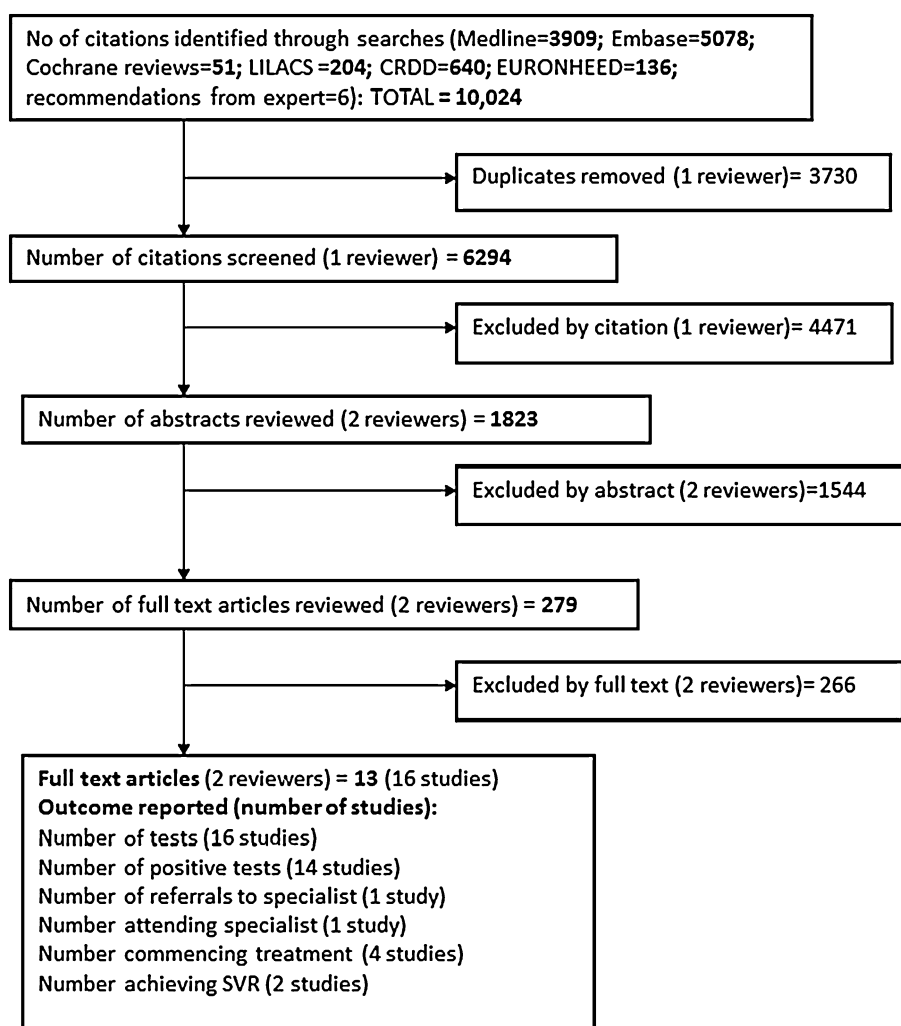 No of citations identified through searches (Medline=3909; Embase=5078;
Cochrane reviews=51; LILACS =204; CRDD=640; EURONHEED=136;
recommendations from expert=6): TOTAL = 10,024
Duplicates removed (1 reviewer)= 3730
Number of citations screened (1 reviewer) = 6294
Excluded by citation (1 reviewer)= 4471
Number of abstracts reviewed (2 reviewers) = 1823
Excluded by abstract (2 reviewers)=1544
Number of full text articles reviewed (2 reviewers) = 279
Excluded by full text (2 reviewers)= 266
Full text articles (2 reviewers) = 13 (16 studies)
Outcome reported (number of studies):
Number of tests (16 studies)
Number of positive tests (14 studies)
Number of referrals to specialist (1 study)
Number attending specialist (1 study)
Number commencing treatment (4 studies)
Number achieving SVR (2 studies)